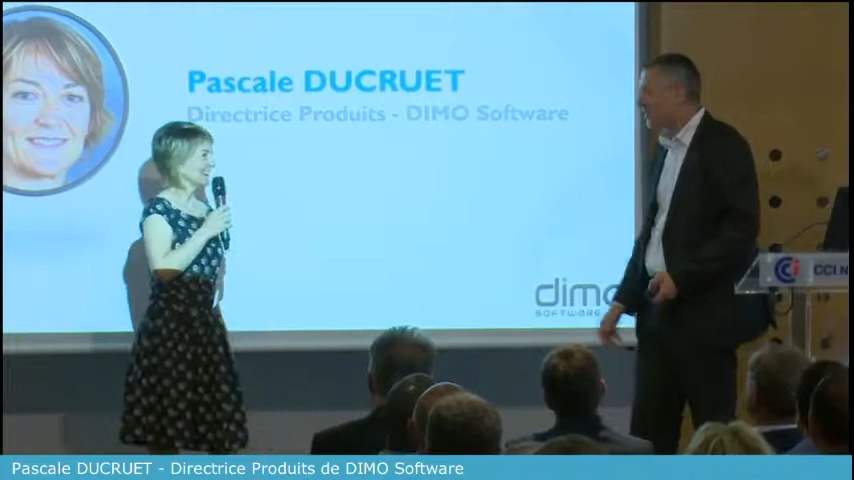 Pascale DUCRUET
Directrice Produits - DIMO Software
dimo
SOFTWARE
CCI N
Pascale DUCRUET - Directrice Produits de DIMO Software